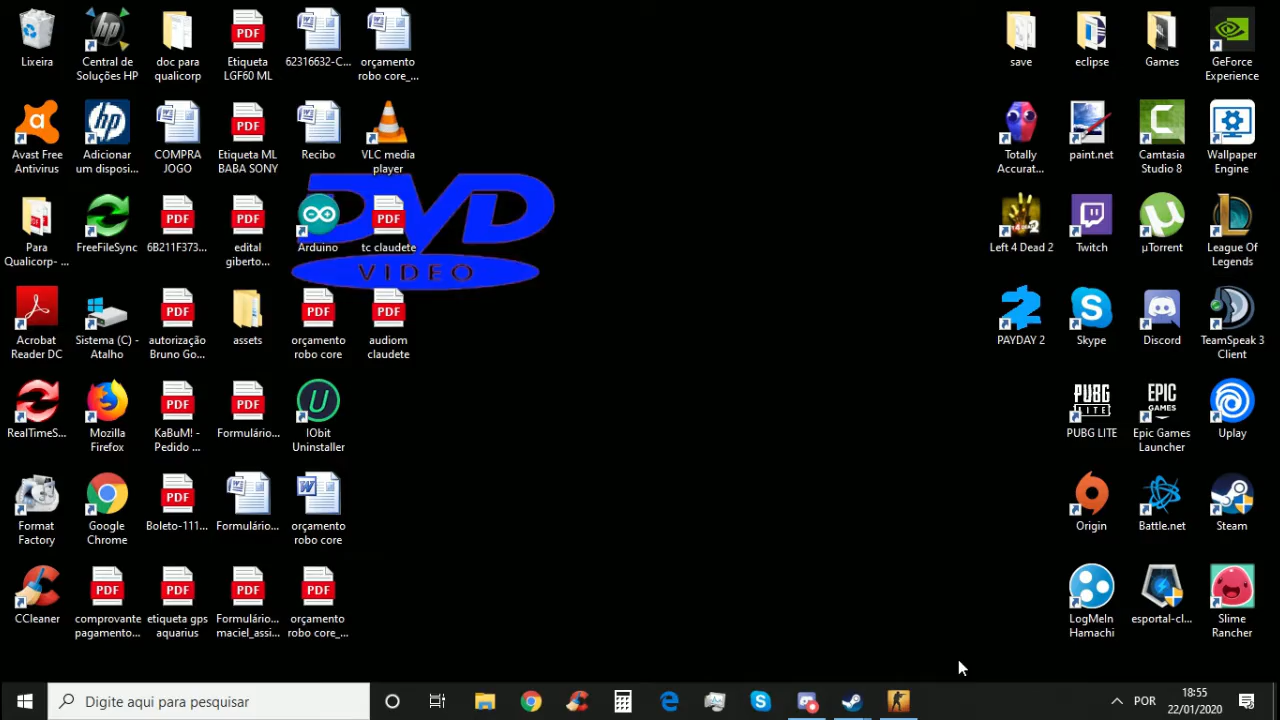 Lixeira
Central de
Soluções HP
doc para
qualicorp
PDF
Etiqueta
LGF60 ML
62316632-C...
orçamento
robo core_...
save
eclipse
Games
GeForce
Experience
Avast Free
Antivirus
hp
Adicionar
um disposi...
COMPRA
JOGO
PDF
Etiqueta ML
BABA SONY
Recibo
VLC media
player
Totally
Accurat...
paint.net
Camtasia
Studio 8
Wallpaper
Engine
DVD
VIDEO
Para
Qualicorp- ...
FreeFileSync
PDF
6B211F373...
PDF
edital
giberto...
Arduino
PDF
tc claudete
Left 4 Dead 2
Twitch
µTorrent
League Of
Legends
Acrobat
Reader DC
Sistema (C) -
Atalho
PDF
autorização
Bruno Go...
assets
PDF
orçamento
robo core
PDF
audiom
claudete
PAYDAY 2
Skype
Discord
TeamSpeak 3
Client
RealTimeS...
Mozilla
Firefox
PDF
KaBuM! -
Pedido ...
PDF
Formulário...
IObit
Uninstaller
PUBG
LITE
PUBG LITE
EPIC
GAMES
Epic Games
Launcher
Uplay
Format
Factory
Google
Chrome
PDF
Boleto-111...
Formulário...
orçamento
robo core
Origin
Battle.net
Steam
CCleaner
PDF
comprovante
pagamento...
PDF
etiqueta gps
aquarius
PDF
Formulário...
maciel_assi...
PDF
orçamento
robo core_...
LogMeIn
Hamachi
esportal-cl...
Slime
Rancher
Digite aqui para pesquisar
POR
18:55
22/01/2020